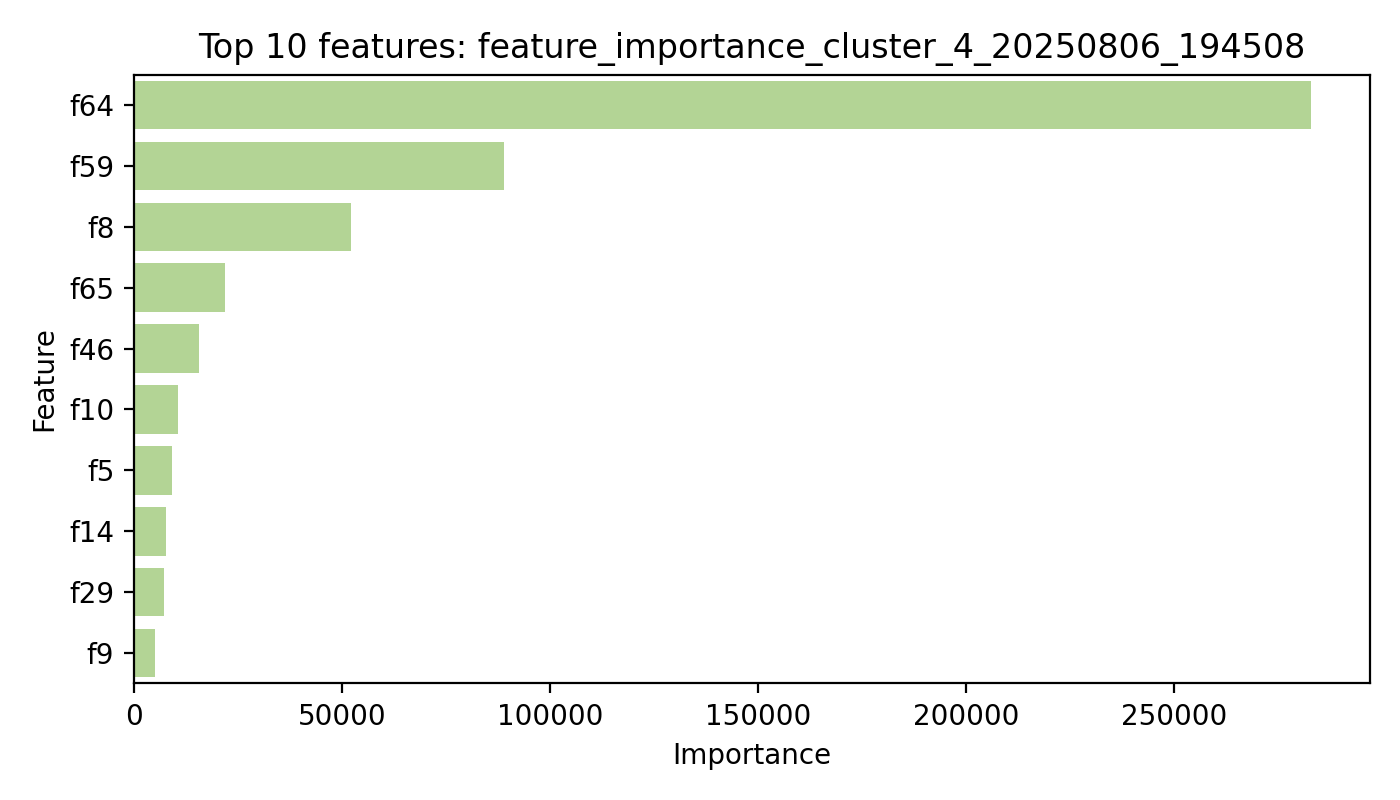 Top 10 features: feature_importance_cluster_4_20250806_194508
f64
f59
f8
f65
f46
f10
f5
f14
f29
f9
Feature
0 50000 100000 150000 200000 250000
Importance